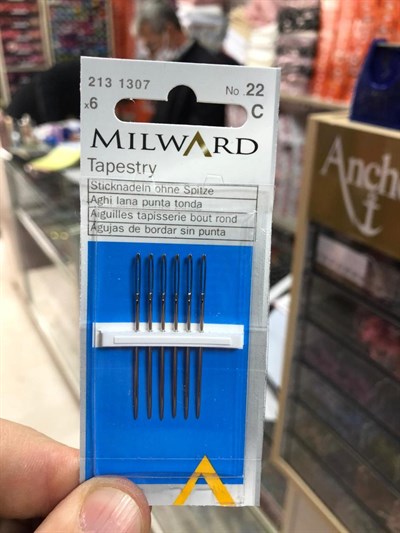 213 1307
No. 22
x6
C
MILWARD
Tapestry
Sticknadeln ohne Spitze
Aghi lana punta tonda
Aiguilles tapisserie bout rond
Agujas de bordar sin punta
Ancho